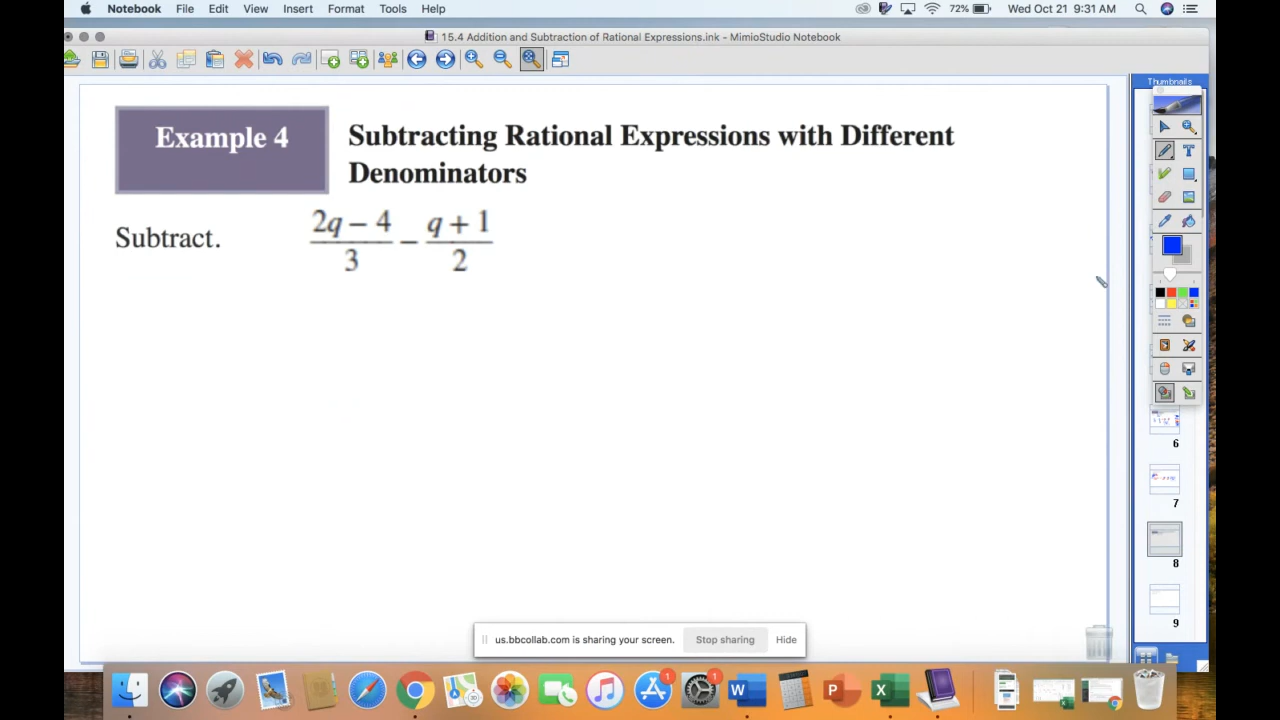 Notebook File Edit View Insert Format Tools Help 72% Wed Oct 21 9:31 AM
15.4 Addition and Subtraction of Rational Expressions.ink - MimioStudio Notebook
Thumbnails
Example 4 Subtracting Rational Expressions with Different
Denominators
Subtract. (2q − 4)/3 − (q + 1)/2
T
6
7
8
9
us.bbcollab.com is sharing your screen. Stop sharing Hide
1 1 W P X